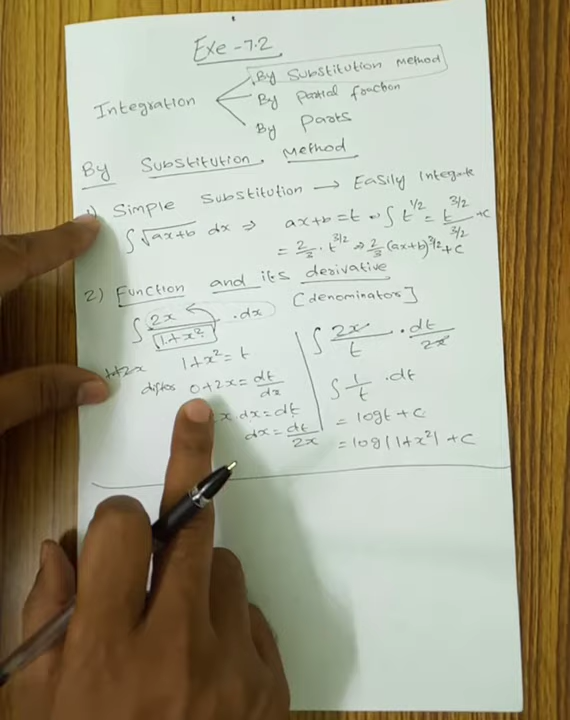 Exe - 7.2
Integration
By Substitution method
By Partial fraction
By Parts
By Substitution Method
1) Simple Substitution → Easily Integrate
∫√ax+b dx ⇒ ax+b = t ∫ t^1/2 = t^3/2 / 3/2 + c
= 2/3 · t^3/2 ⇒ 2/3 (ax+b)^3/2 + c
2) Function and its derivative
[denominator]
∫ 2x / 1+x² · dx
1+x² = t
0+2x = dt/dx
x·dx = dt
dx = dt/2x
∫ 2x/t · dt/2x
∫ 1/t · dt
= log t + c
= log|1+x²| + c